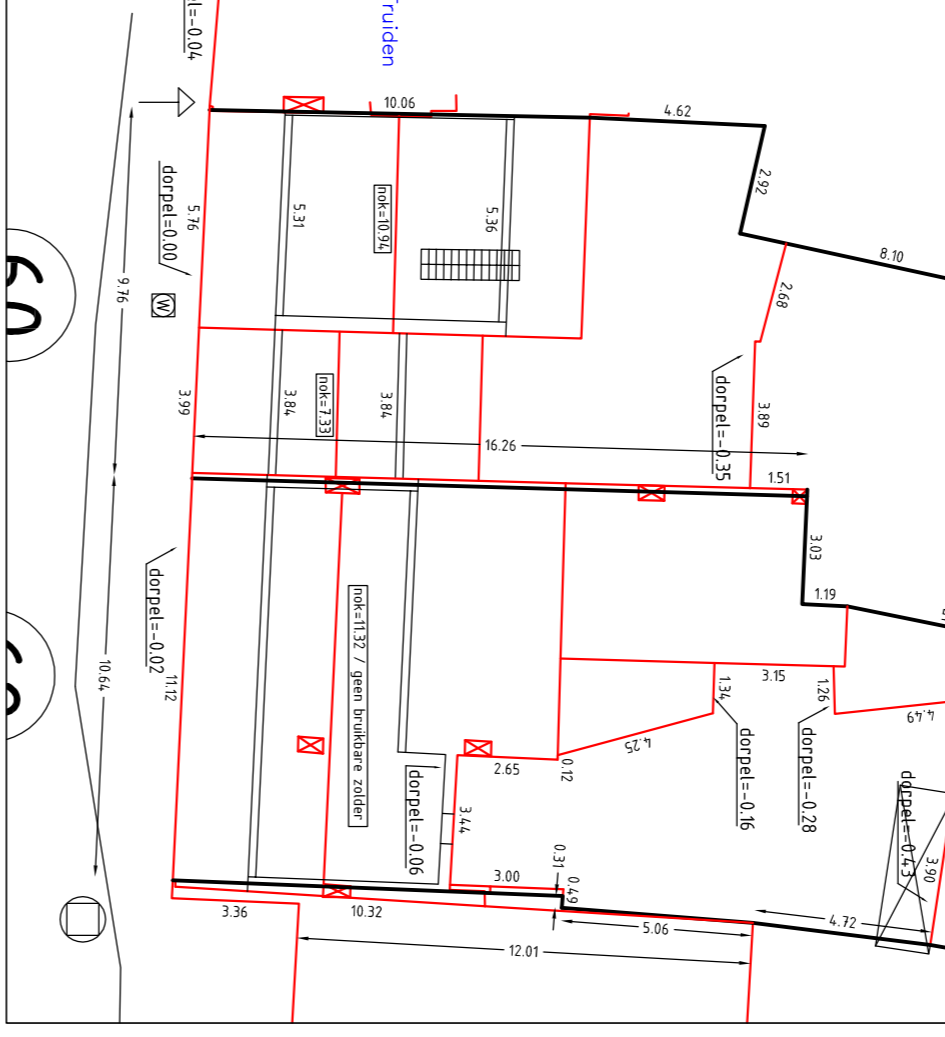 el=-0.04
Truiden
10.06
4.62
2.92
8.10
dorpel=0.00
5.76
5.31
nok=10.94
5.36
2.68
9.76
W
60
3.99
3.84
nok=7.33
3.84
dorpel=-0.35
3.89
16.26
1.51
3.03
1.19
dorpel=-0.02
11.12
10.64
nok=11.32 / geen bruikbare zolder
dorpel=-0.06
2.65
0.12
4.25
1.34
3.15
1.26
4.49
dorpel=-0.16
dorpel=-0.28
dorpel=-0.43
3.90
3.44
3.00
0.31
0.49
3.36
10.32
5.06
4.72
12.01